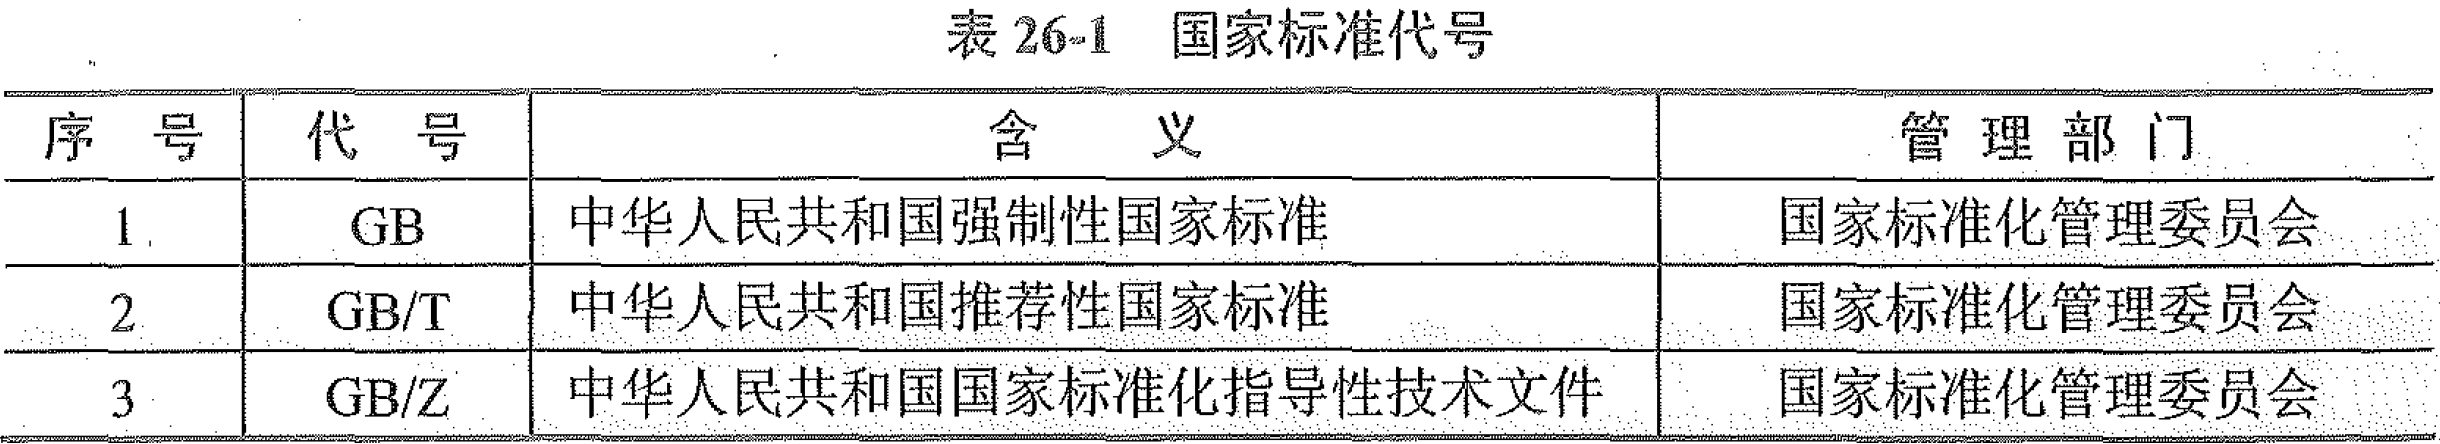 表 26-1 国家标准代号
序 号 代 号 含 义 管 理 部 门
1 GB 中华人民共和国强制性国家标准 国家标准化管理委员会
2 GB/T 中华人民共和国推荐性国家标准 国家标准化管理委员会
3 GB/Z 中华人民共和国国家标准化指导性技术文件 国家标准化管理委员会